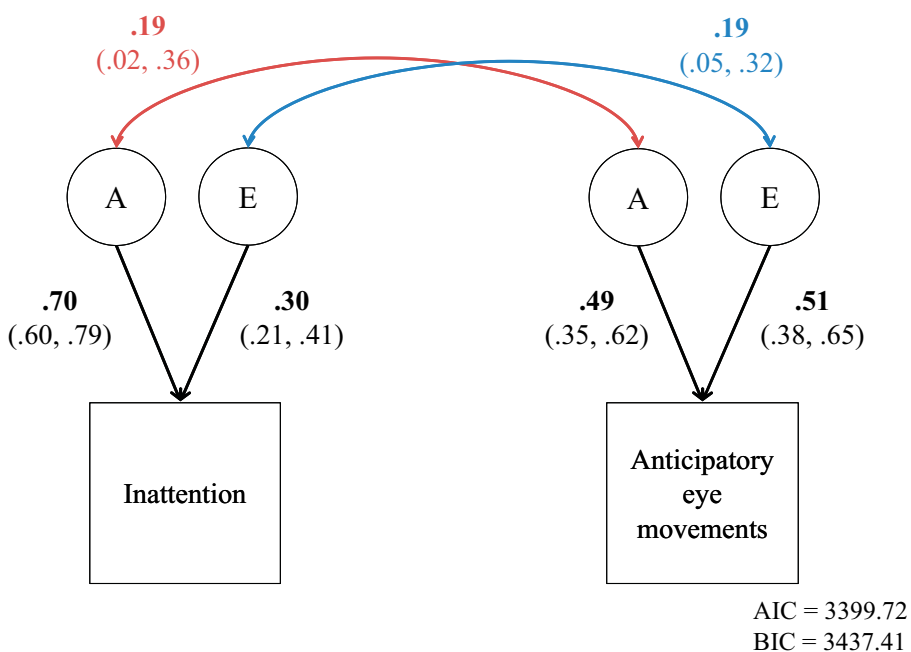 .19
(.02, .36)
.19
(.05, .32)
A
E
A
E
.70
(.60, .79)
.30
(.21, .41)
.49
(.35, .62)
.51
(.38, .65)
Inattention
Anticipatory
eye
movements
AIC = 3399.72
BIC = 3437.41